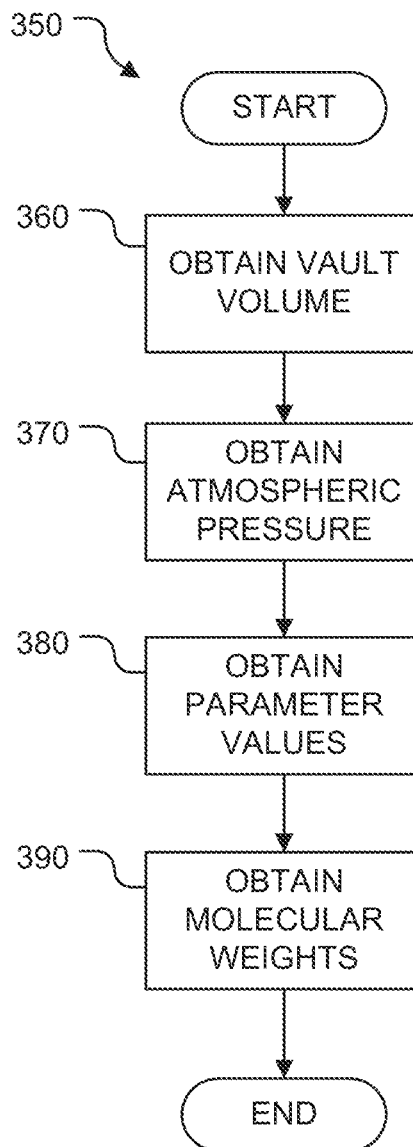 350
START
360
OBTAIN VAULT
VOLUME
370
OBTAIN
ATMOSPHERIC
PRESSURE
380
OBTAIN
PARAMETER
VALUES
390
OBTAIN
MOLECULAR
WEIGHTS
END